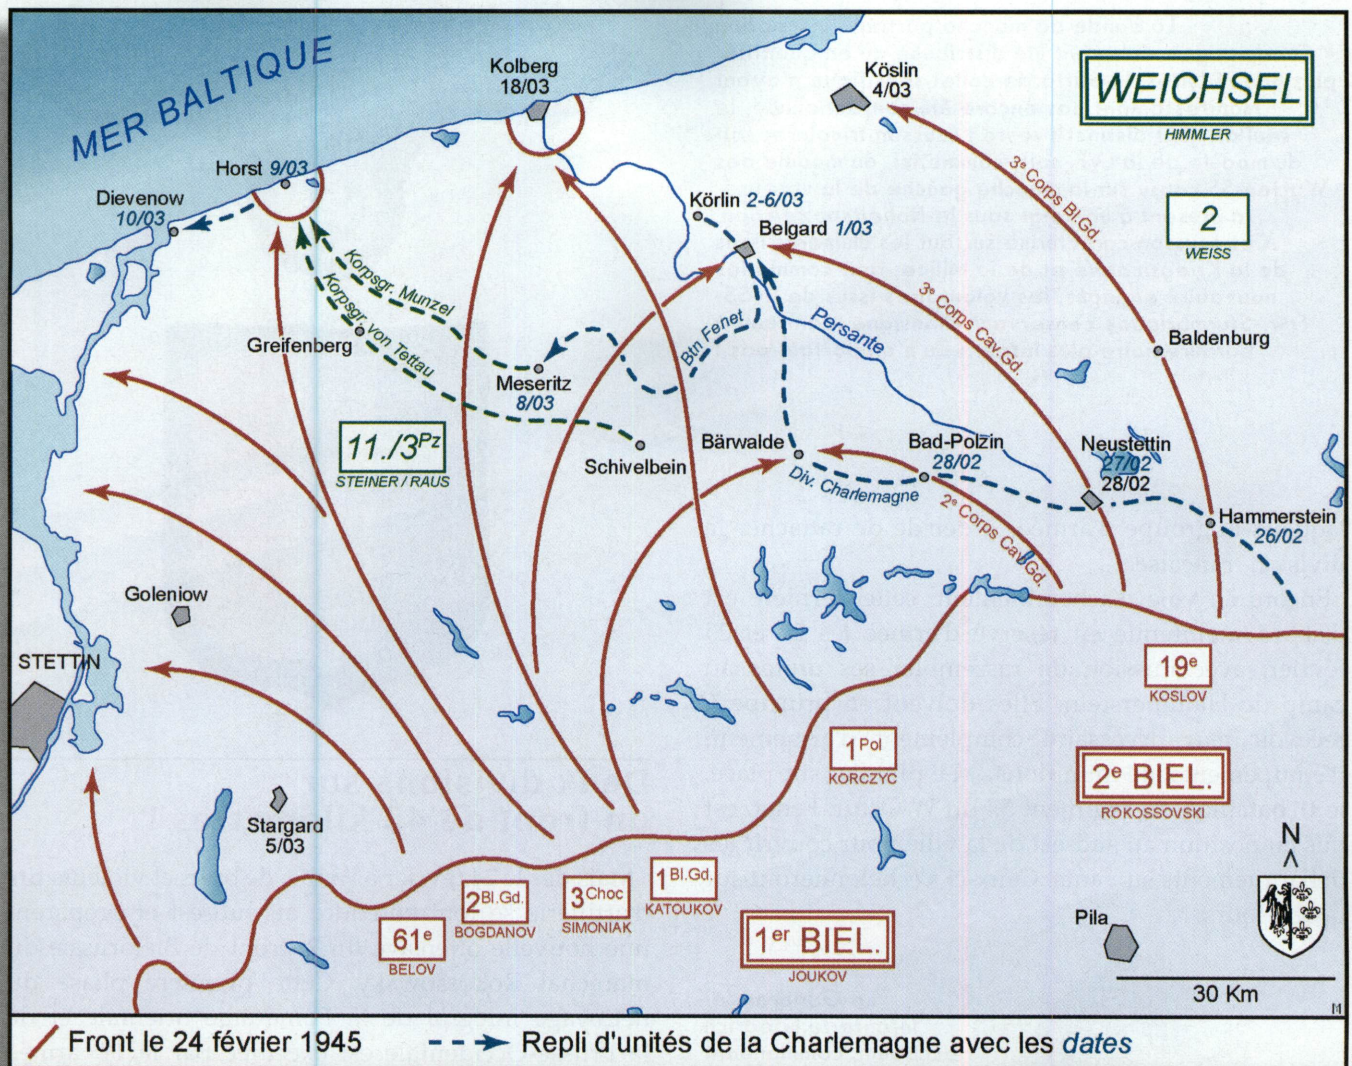 MER BALTIQUE
Kolberg
18/03
Köslin
4/03
WEICHSEL
HIMMLER
Horst 9/03
Dievenow
10/03
Körlin 2-6/03
Belgard 1/03
3e Corps Bl.Gd.
2
WEISS
Korpsgr. Munzel
Korpsgr. Von Tettau
3e Corps Cav.Gd.
Greifenberg
Btn Fenet
Persante
Baldenburg
Meseritz
8/03
11./3Pz
STEINER / RAUS
Schivelbein
Bärwalde
Bad-Polzin
28/02
Neustettin
27/02
28/02
Div. Charlemagne
2e Corps Cav.Gd.
Hammerstein
26/02
Goleniow
STETTIN
19e
KOSLOV
1Pol
KORCZYC
2e BIEL.
ROKOSSOVSKI
Stargard
5/03
N
61e
BELOV
2Bl.Gd.
BOGDANOV
3Choc
SIMONIAK
1Bl.Gd.
KATOUKOV
1er BIEL.
JOUKOV
Pila
30 Km
M
Front le 24 février 1945
Repli d'unités de la Charlemagne avec les dates